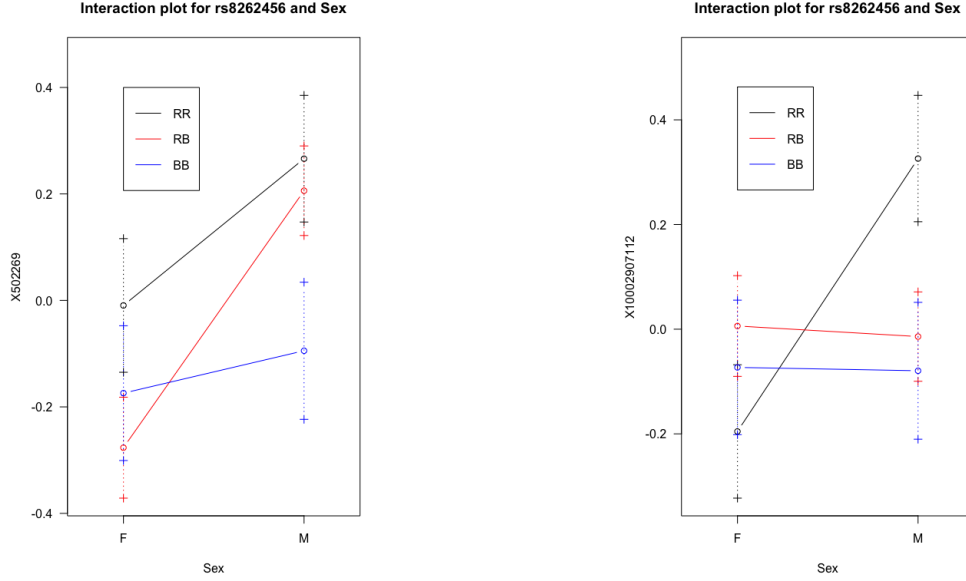 Interaction plot for rs8262456 and Sex
X502269
0.4
0.2
0.0
-0.2
-0.4
RR
RB
BB
F
M
Sex
Interaction plot for rs8262456 and Sex
X10002907112
0.4
0.2
0.0
-0.2
RR
RB
BB
F
M
Sex